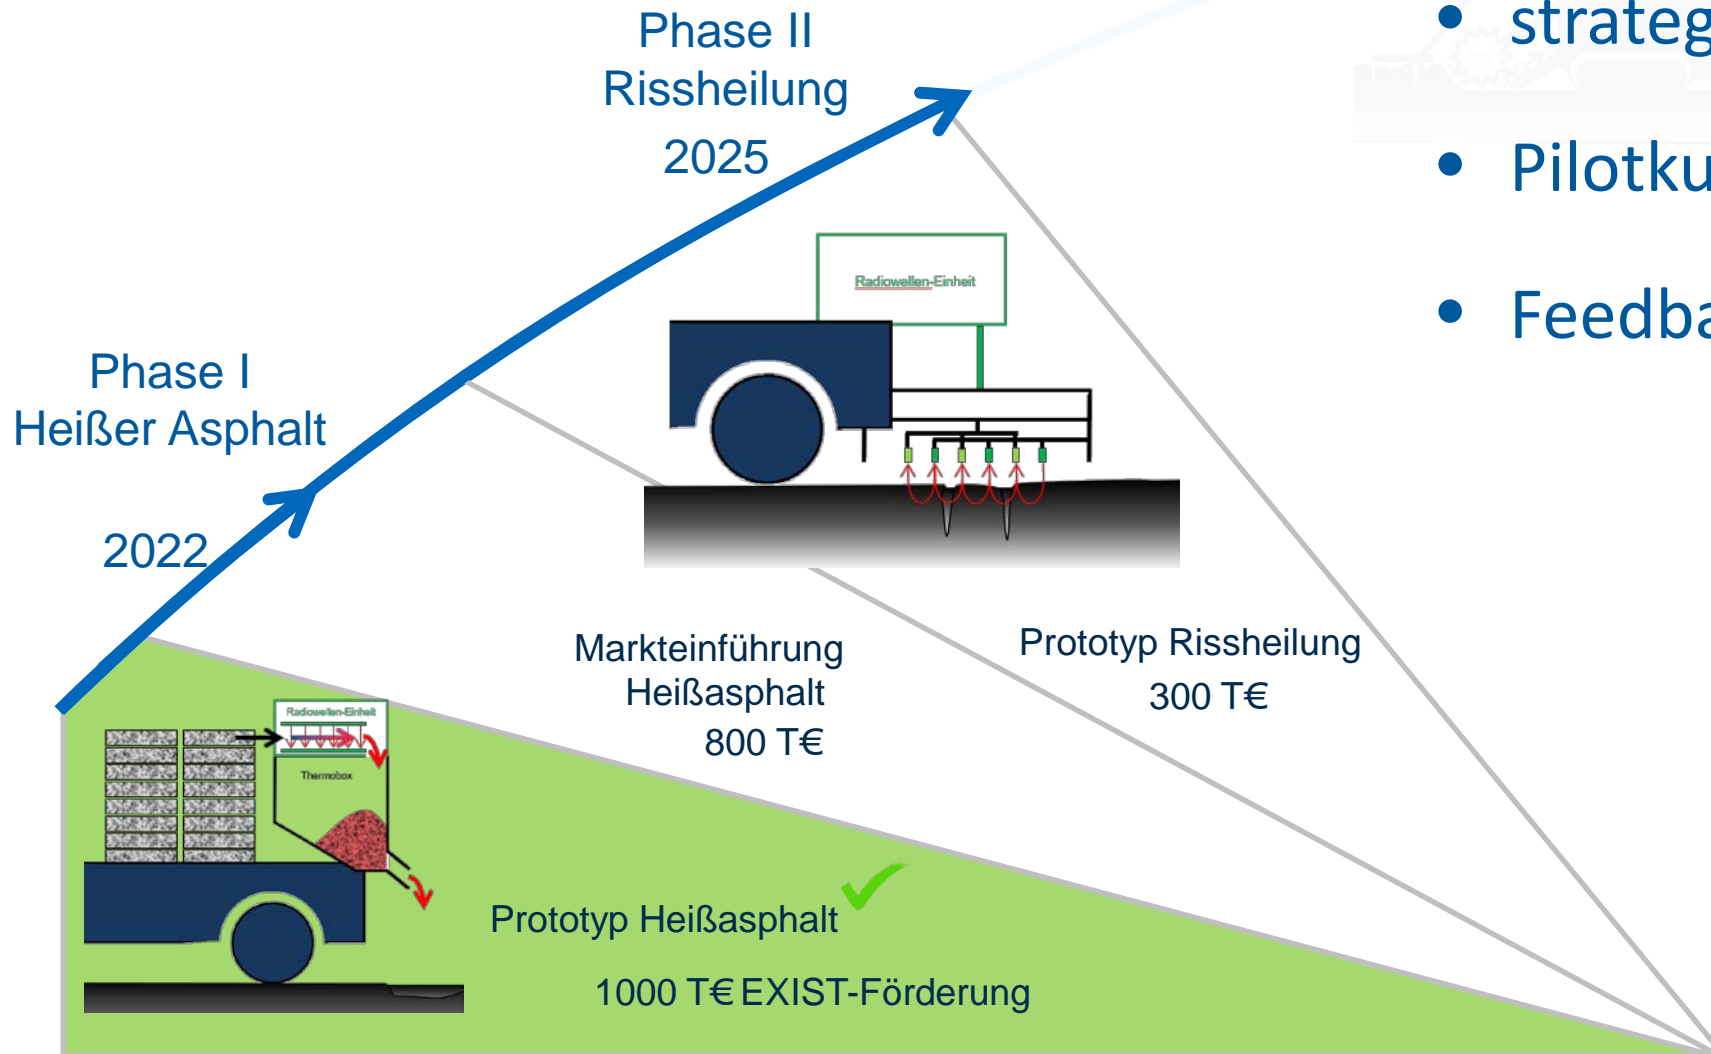 Phase II
Rissheilung
2025
• strateg
• Pilotku
• Feedba
Radiowellen-Einheit
Phase I
Heißer Asphalt
2022
Markteinführung
Heißasphalt
800 T€
Prototyp Rissheilung
300 T€
Radiowellen-Einheit
Thermobox
Prototyp Heißasphalt
1000 T€ EXIST-Förderung